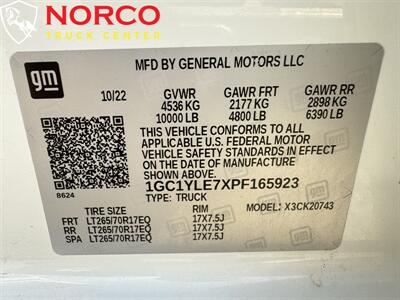 NORCO
TRUCK CENTER
gm
MFD BY GENERAL MOTORS LLC
10/22 GVWR GAWR FRT GAWR RR
4536 KG 2177 KG 2898 KG
10000 LB 4800 LB 6390 LB
THIS VEHICLE CONFORMS TO ALL
APPLICABLE U.S. FEDERAL MOTOR
VEHICLE SAFETY STANDARDS IN
EFFECT ON THE DATE OF
MANUFACTURE SHOWN ABOVE.
1GC1YLE7XPF165923
8624 TYPE: TRUCK MODEL: X3CK20743
TIRE SIZE RIM
FRT LT265/70R17EQ 17X7.5J
RR LT265/70R17EQ 17X7.5J
SPA LT265/70R17EQ 17X7.5J